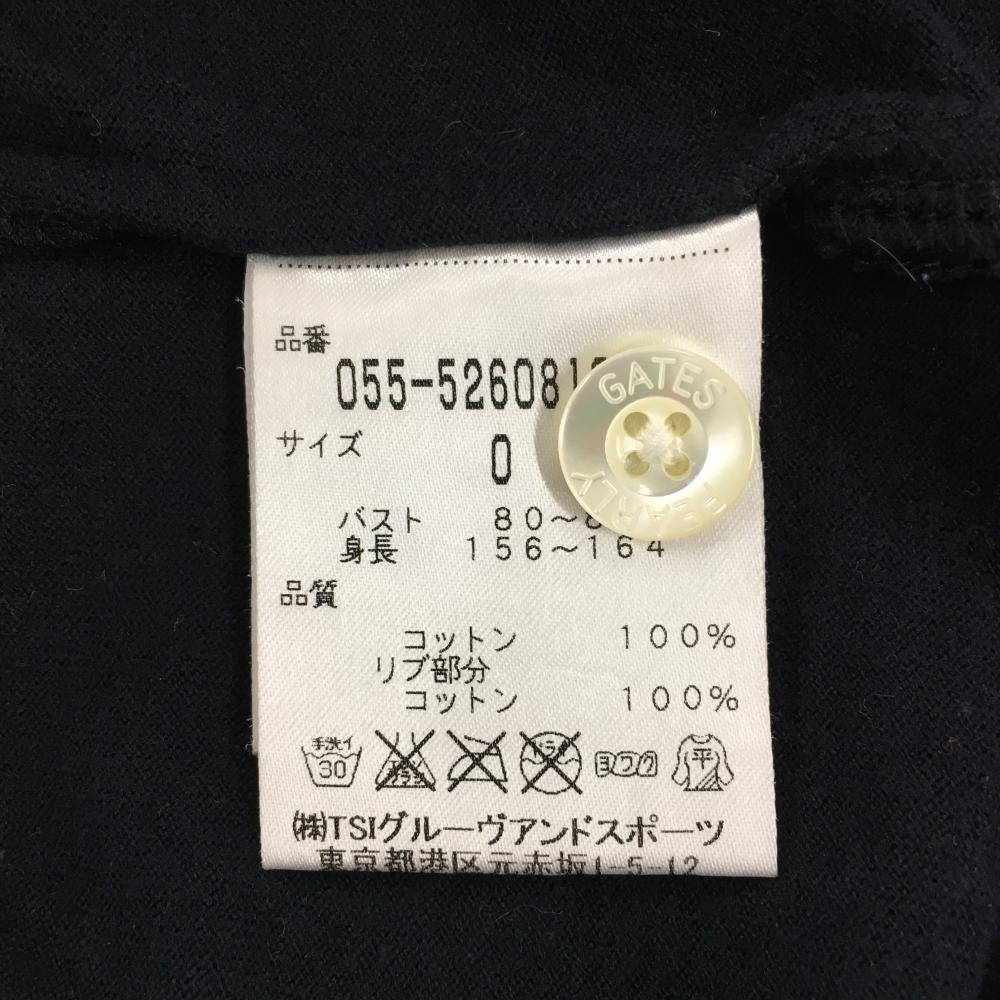 品番
055-526081
サイズ
0
GATES
PEARLY
バスト 80～
身長 156～164
品質
コットン 100%
リブ部分
コットン 100%
手洗イ 30 平
㈱TSIグルーヴアンドスポーツ
東京都港区元赤坂1-5-12